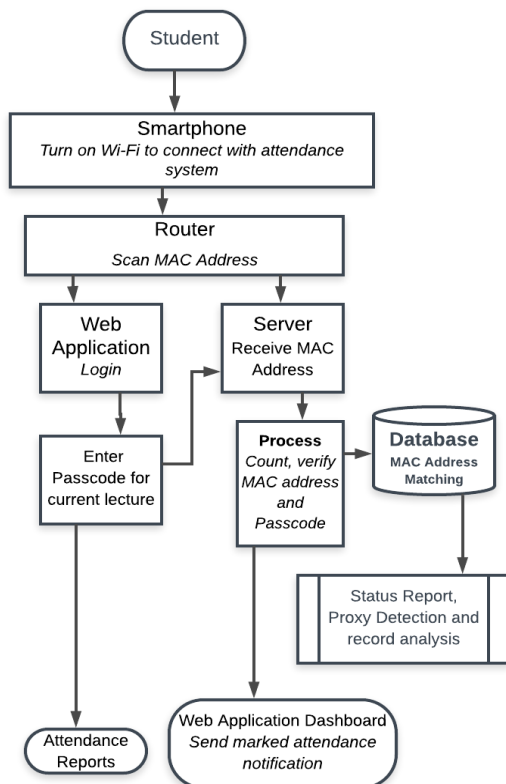 Student
Smartphone
Turn on Wi-Fi to connect with attendance
system
Router
Scan MAC Address
Web
Application
Login
Server
Receive MAC
Address
Enter
Passcode for
current lecture
Process
Count, verify
MAC address
and
Passcode
Database
MAC Address
Matching
Status Report,
Proxy Detection and
record analysis
Attendance
Reports
Web Application Dashboard
Send marked attendance
notification